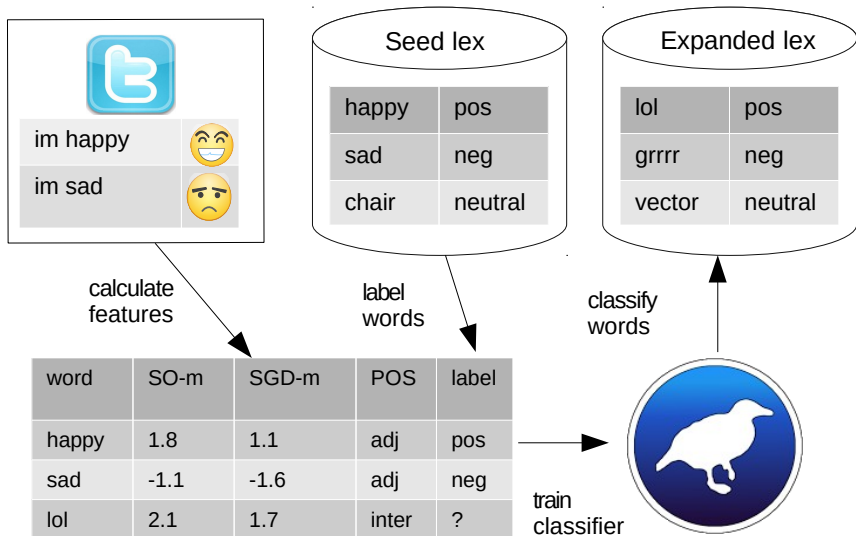 Seed lex
Expanded lex
im happy
im sad
happy pos
sad neg
chair neutral
lol pos
grrrr neg
vector neutral
calculate
features
label
words
classify
words
word SO-m SGD-m POS label
happy 1.8 1.1 adj pos
sad -1.1 -1.6 adj neg
lol 2.1 1.7 inter ?
train
classifier